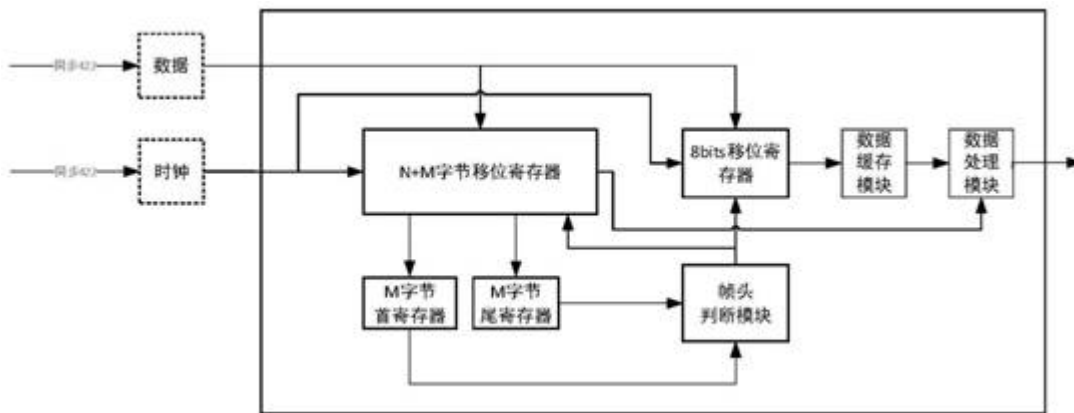 同步422
数据
同步422
时钟
N+M字节移位寄存器
8bits移位寄
存器
数据
缓存
模块
数据
处理
模块
M字节
首寄存器
M字节
尾寄存器
帧头
判断模块